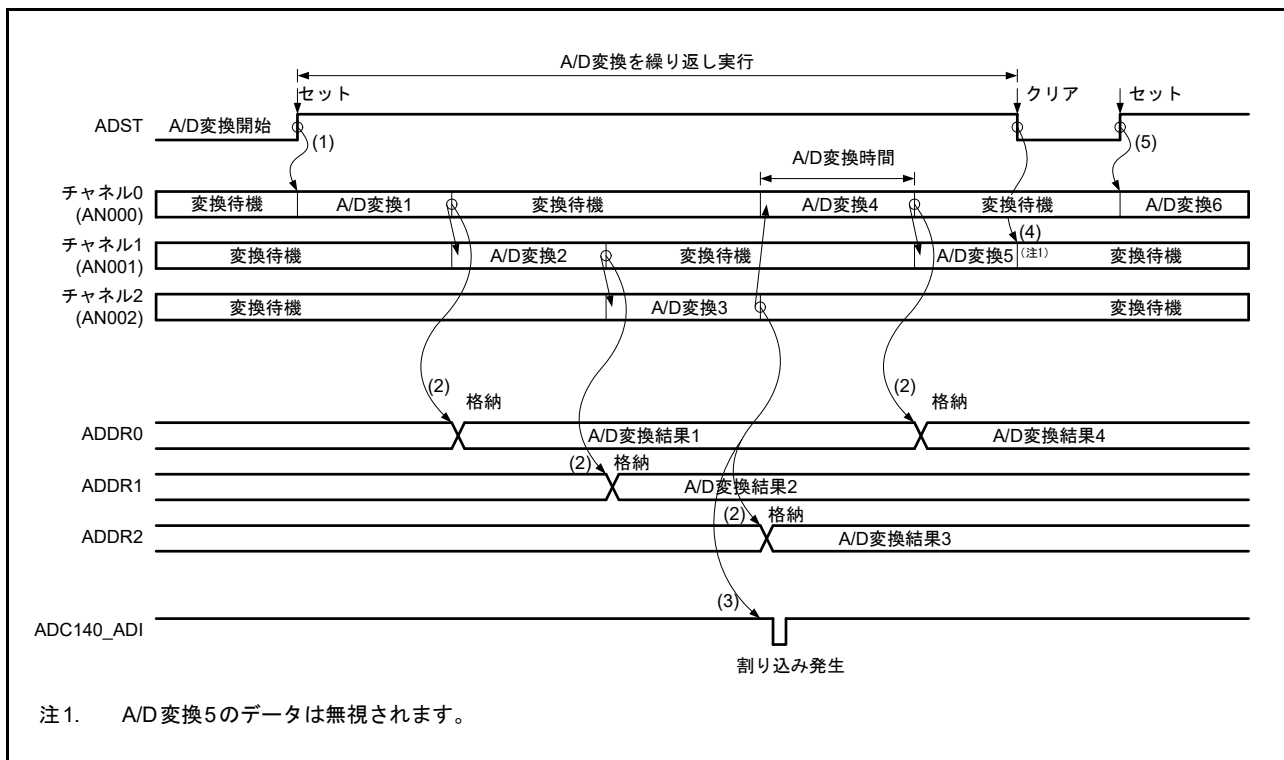 A/D変換を繰り返し実行
セット
クリア
セット
ADST
A/D変換開始
(1)
(5)
A/D変換時間
チャネル0
(AN000)
変換待機
A/D変換1
変換待機
A/D変換4
変換待機
A/D変換6
(4)
チャネル1
(AN001)
変換待機
A/D変換2
変換待機
A/D変換5
(注1)
変換待機
チャネル2
(AN002)
変換待機
A/D変換3
変換待機
(2)
格納
(2)
格納
ADDR0
A/D変換結果1
A/D変換結果4
(2)
格納
ADDR1
A/D変換結果2
(2)
格納
ADDR2
A/D変換結果3
(3)
ADC140_ADI
割り込み発生
注1. A/D変換5のデータは無視されます。